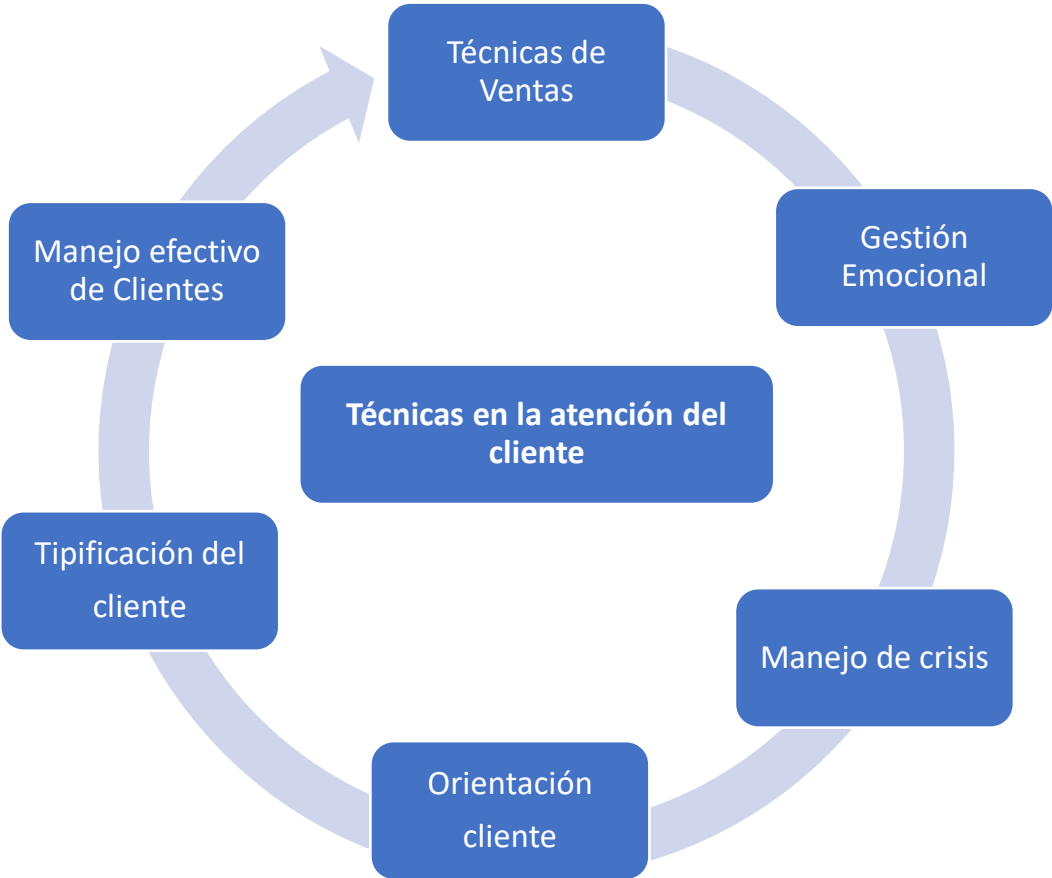 Técnicas de
Ventas
Gestión
Emocional
Manejo de crisis
Orientación
cliente
Tipificación del
cliente
Manejo efectivo
de Clientes
Técnicas en la atención del
cliente